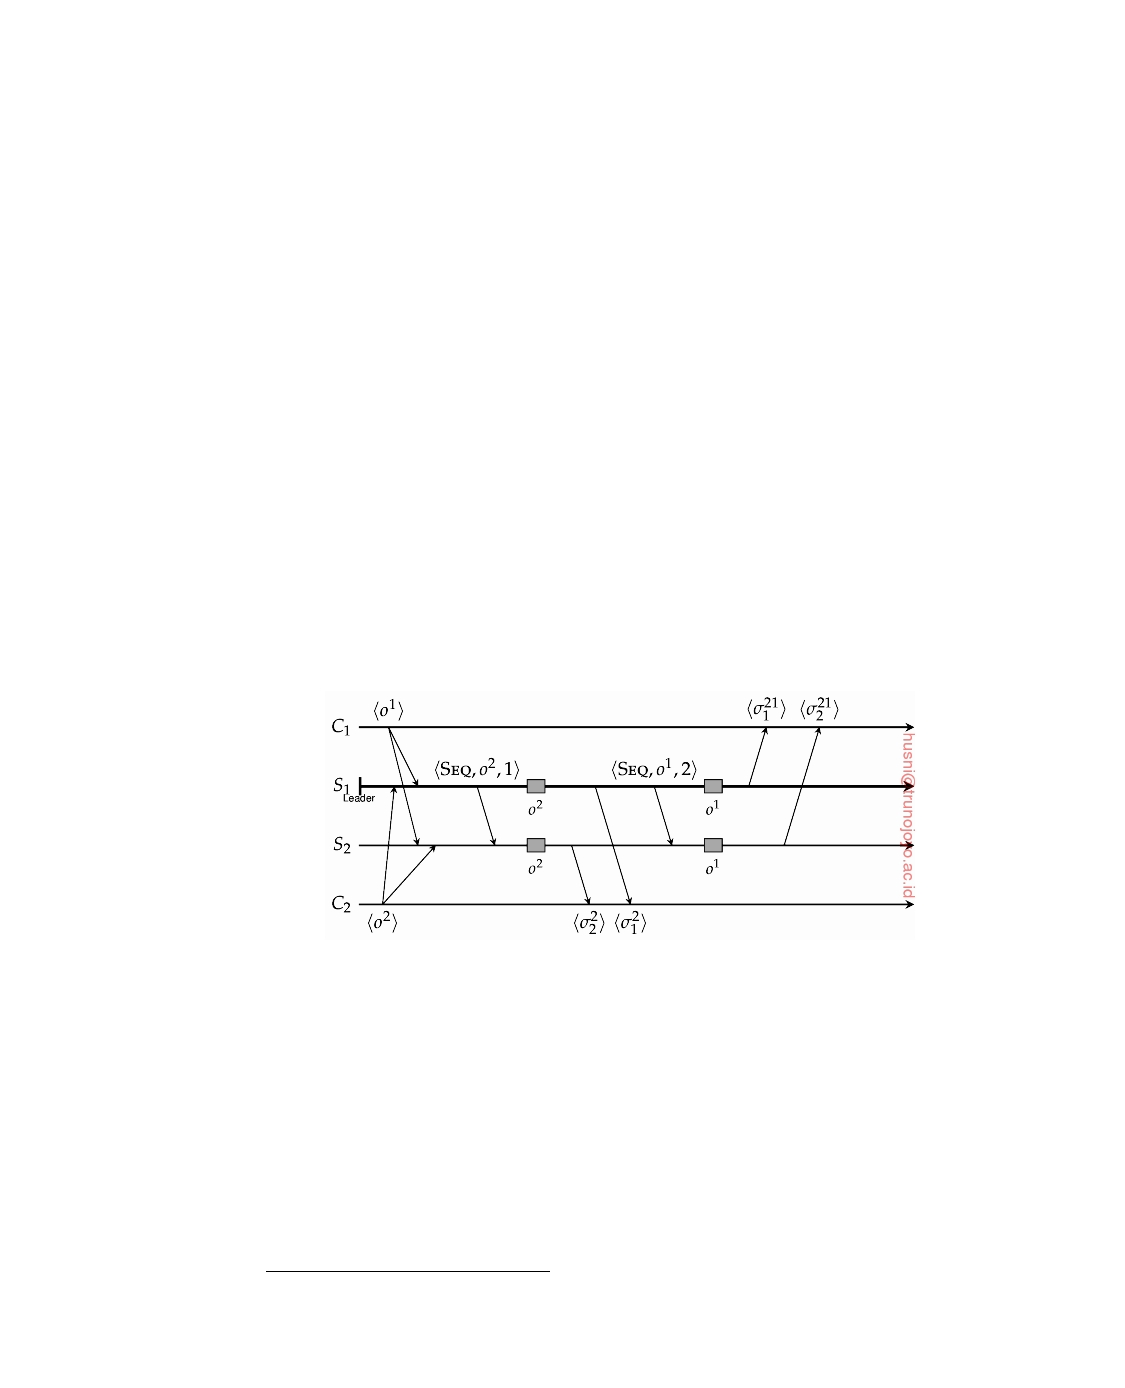 ⟨o¹⟩ ⟨σ₁²¹⟩ ⟨σ₂²¹⟩
C₁
⟨SEQ, o², 1⟩ ⟨SEQ, o¹, 2⟩
S₁
Leader
o² o¹
S₂
o² o¹
C₂
⟨o²⟩ ⟨σ₂²⟩ ⟨σ₁²⟩
husni@trunojoyo.ac.id